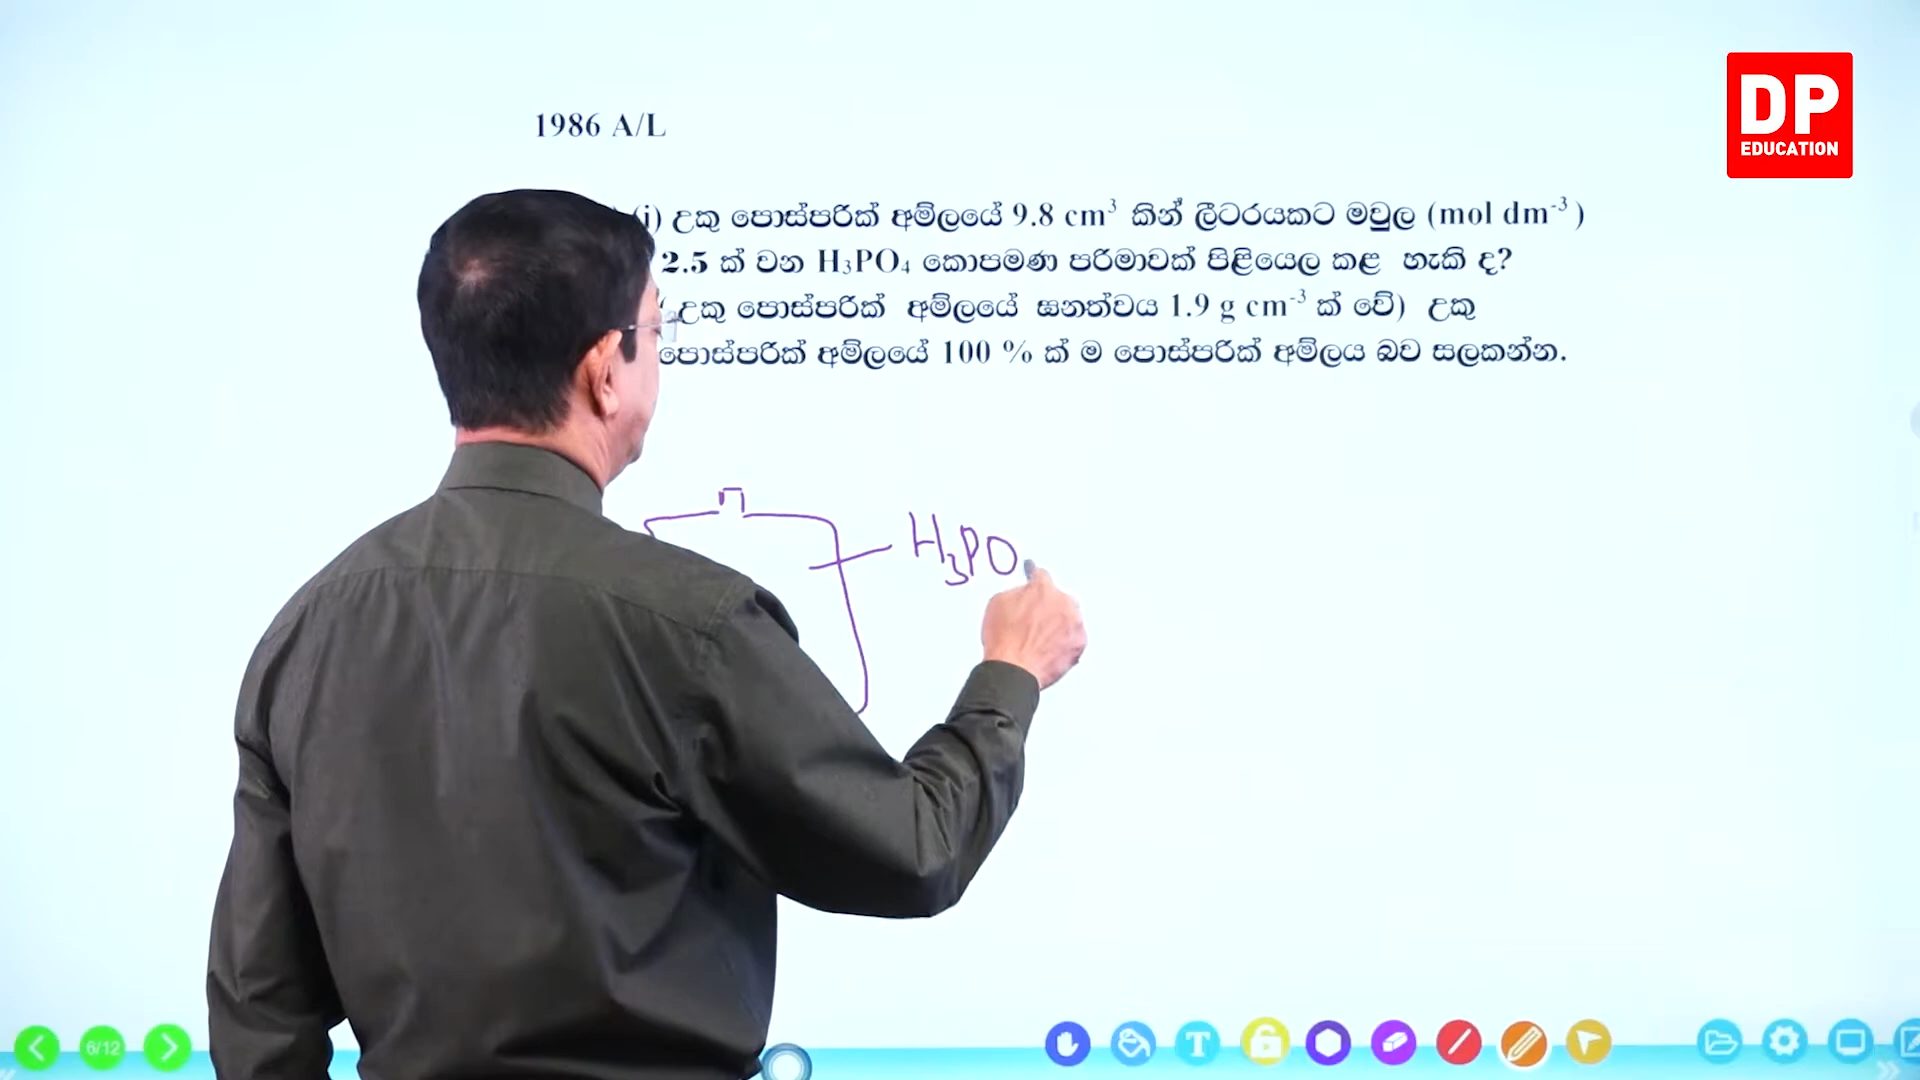 DP
EDUCATION
1986 A/L
(i) උකු පොස්පරික් අම්ලයේ 9.8 cm³ කින් ලීටරයකට මවුල (mol dm⁻³)
2.5 ක් වන H₃PO₄ කොපමණ පරිමාවක් පිළියෙල කළ හැකි ද?
( උකු පොස්පරික් අම්ලයේ ඝනත්වය 1.9 g cm⁻³ ක් වේ) උකු
පොස්පරික් අම්ලයේ 100 % ක් ම පොස්පරික් අම්ලය බව සලකන්න.
H₃PO
6/12
T